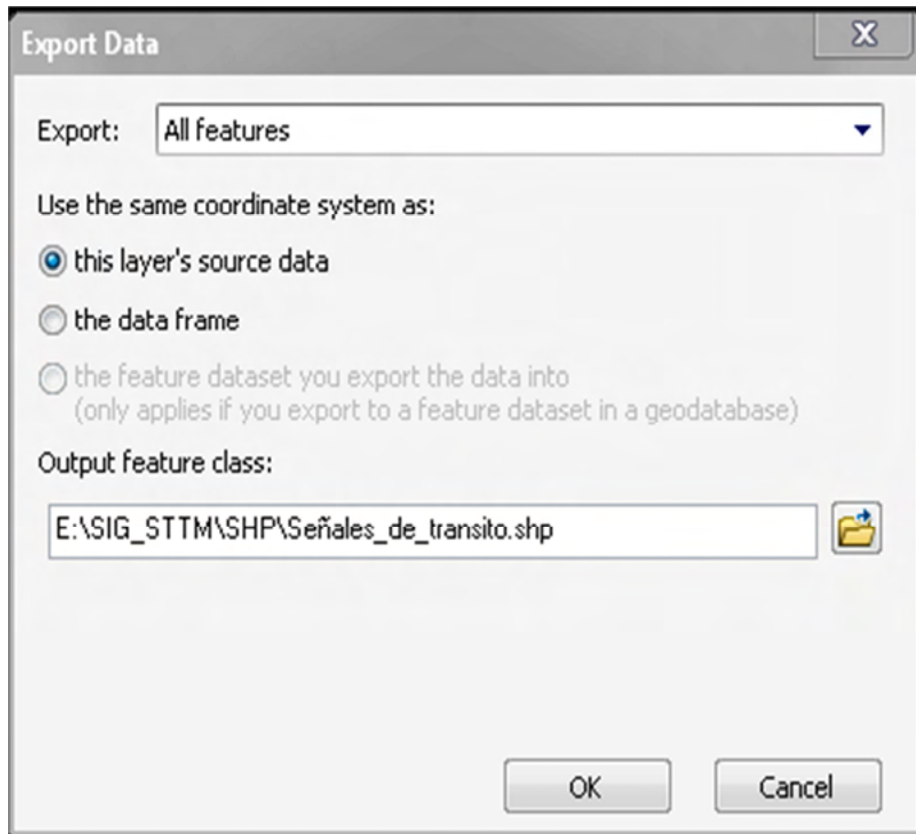 Export Data
Export: All features
Use the same coordinate system as:
this layer's source data
the data frame
the feature dataset you export the data into
(only applies if you export to a feature dataset in a geodatabase)
Output feature class:
E:\SIG_STTM\SHP\Señales_de_transito.shp
OK Cancel